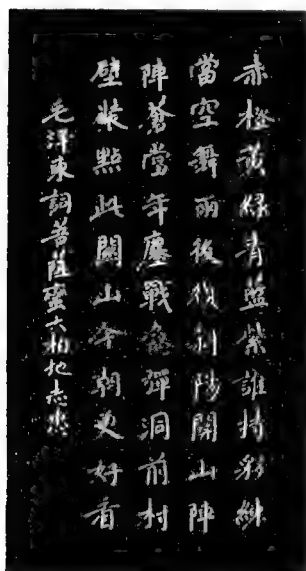 赤橙黃綠青藍紫誰持彩練
當空舞雨後復斜陽關山陣
陣蒼當年鏖戰急彈洞前村
壁裝點此關山今朝更好看
毛澤東詞菩薩蠻大柏地志